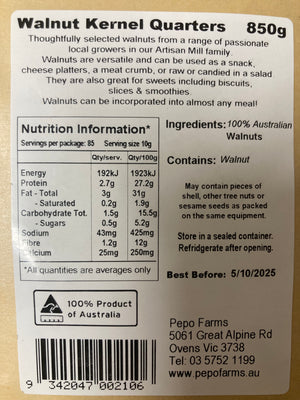 Walnut Kernel Quarters 850g
Thoughtfully selected walnuts from a range of passionate
local growers in our Artisan Mill family.
Walnuts are versatile and can be used as a snack,
cheese platters, a meat crumb, or raw or candied in a salad
They are also great for sweets including biscuits,
slices & smoothies.
Walnuts can be incorporated into almost any meal!
Nutrition Information*
Servings per package: 85 Serving size 10g
Qty/serv. Qty/100g
Energy 192kJ 1923kJ
Protein 2.7g 27.2g
Fat - Total 3g 31g
- Saturated 0.2g 1.9g
Carbohydrate Tot. 1.5g 15.5g
- Sugars 0.5g 5.2g
Sodium 43mg 425mg
Fibre 1.2g 12g
Calcium 25mg 250mg
*All quantities are averages only
Ingredients: 100% Australian
Walnuts
Contains: Walnut
May contain pieces of
shell, other tree nuts or
sesame seeds as packed
on the same equipment.
Store in a sealed container.
Refridgerate after opening.
Best Before: 5/10/2025
100% Product
of Australia
Pepo Farms
5061 Great Alpine Rd
Ovens Vic 3738
Tel: 03 5752 1199
www.pepofarms.au
9 342047 002106